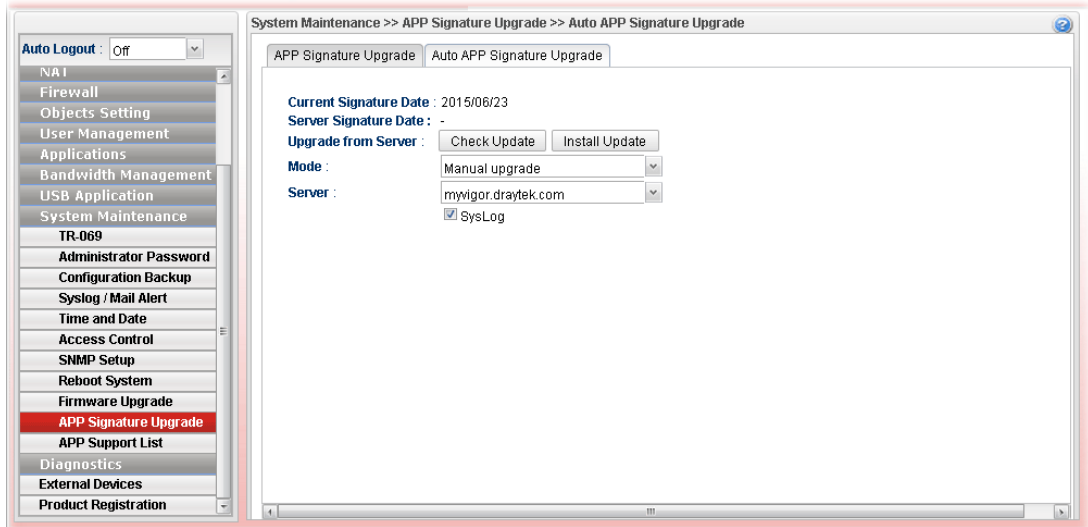 System Maintenance >> APP Signature Upgrade >> Auto APP Signature Upgrade
Auto Logout : Off
NAT
Firewall
Objects Setting
User Management
Applications
Bandwidth Management
USB Application
System Maintenance
TR-069
Administrator Password
Configuration Backup
Syslog / Mail Alert
Time and Date
Access Control
SNMP Setup
Reboot System
Firmware Upgrade
APP Signature Upgrade
APP Support List
Diagnostics
External Devices
Product Registration
APP Signature Upgrade Auto APP Signature Upgrade
Current Signature Date : 2015/06/23
Server Signature Date : -
Upgrade from Server : Check Update Install Update
Mode : Manual upgrade
Server : myvigor.draytek.com
SysLog